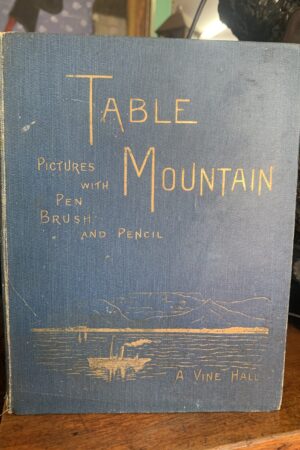 TABLE
MOUNTAIN
PICTURES
WITH
PEN
BRUSH
AND PENCIL
A VINE HALL